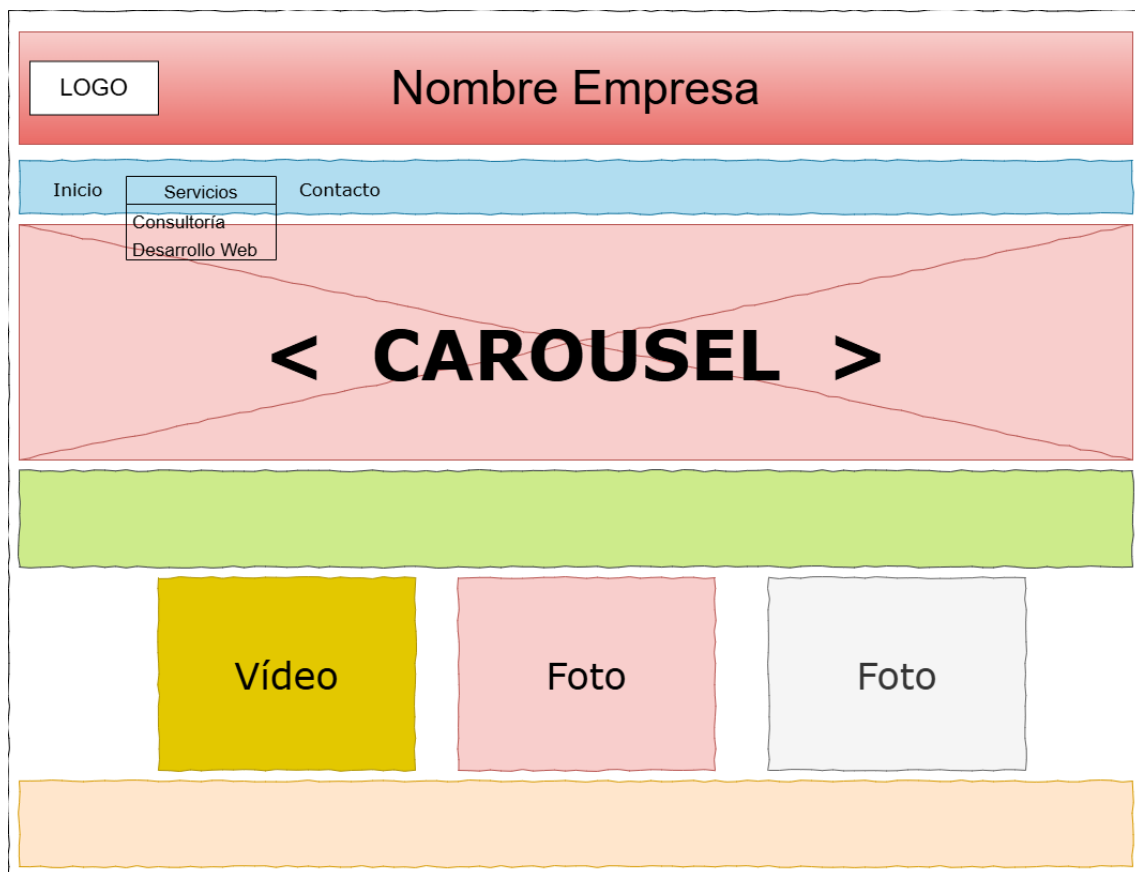 LOGO
Nombre Empresa
Inicio
Servicios
Contacto
Consultoría
Desarrollo Web
< CAROUSEL >
Vídeo
Foto
Foto